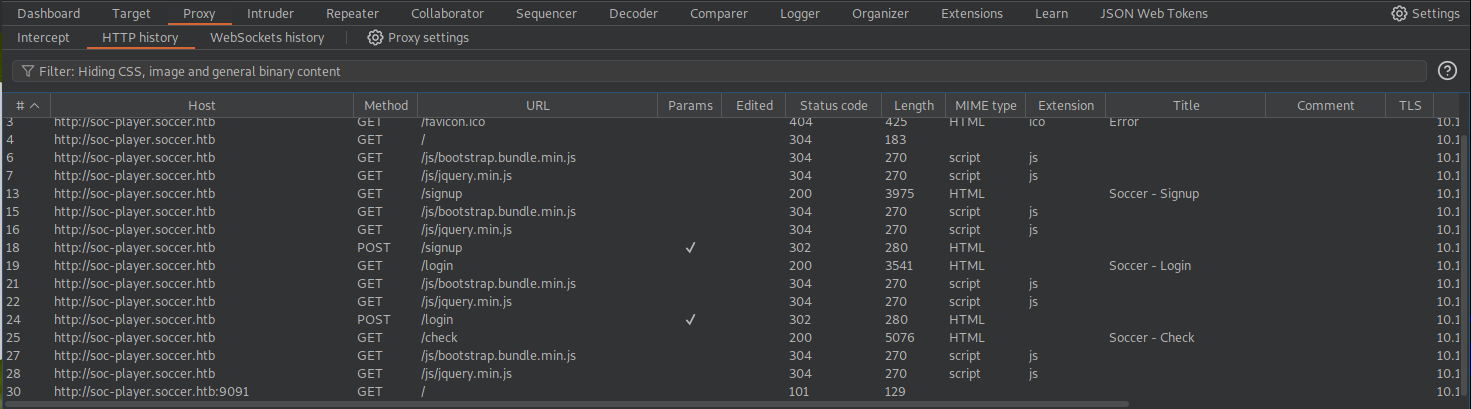 Dashboard Target Proxy Intruder Repeater Collaborator Sequencer Decoder Comparer Logger Organizer Extensions Learn JSON Web Tokens Settings
Intercept HTTP history WebSockets history Proxy settings
Filter: Hiding CSS, image and general binary content ?
# Host Method URL Params Edited Status code Length MIME type Extension Title Comment TLS
3 http://soc-player.soccer.htb GET /favicon.ico 404 425 HTML ico Error 10.1
4 http://soc-player.soccer.htb GET / 304 183 10.1
6 http://soc-player.soccer.htb GET /js/bootstrap.bundle.min.js 304 270 script js 10.1
7 http://soc-player.soccer.htb GET /js/jquery.min.js 304 270 script js 10.1
13 http://soc-player.soccer.htb GET /signup 200 3975 HTML Soccer - Signup 10.1
15 http://soc-player.soccer.htb GET /js/bootstrap.bundle.min.js 304 270 script js 10.1
16 http://soc-player.soccer.htb GET /js/jquery.min.js 304 270 script js 10.1
18 http://soc-player.soccer.htb POST /signup ✓ 302 280 HTML 10.1
19 http://soc-player.soccer.htb GET /login 200 3541 HTML Soccer - Login 10.1
21 http://soc-player.soccer.htb GET /js/bootstrap.bundle.min.js 304 270 script js 10.1
22 http://soc-player.soccer.htb GET /js/jquery.min.js 304 270 script js 10.1
24 http://soc-player.soccer.htb POST /login ✓ 302 280 HTML 10.1
25 http://soc-player.soccer.htb GET /check 200 5076 HTML Soccer - Check 10.1
27 http://soc-player.soccer.htb GET /js/bootstrap.bundle.min.js 304 270 script js 10.1
28 http://soc-player.soccer.htb GET /js/jquery.min.js 304 270 script js 10.1
30 http://soc-player.soccer.htb:9091 GET / 101 129 10.1